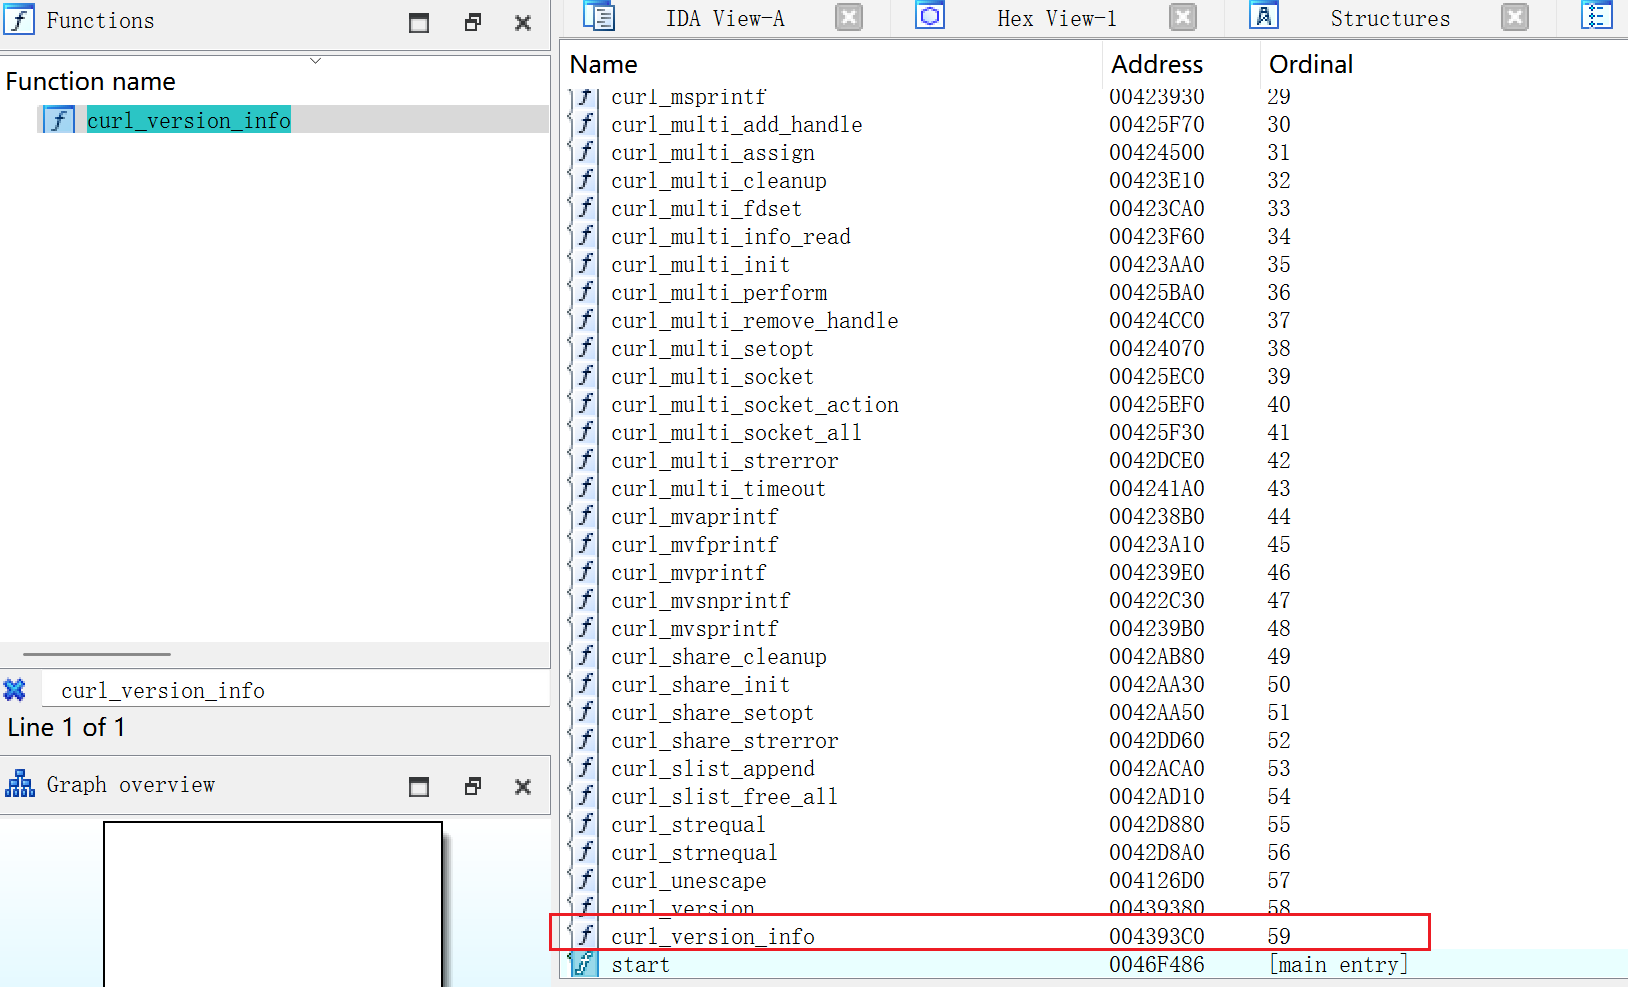 Functions
Function name
curl_version_info
curl_version_info
Line 1 of 1
Graph overview
IDA View-A Hex View-1 Structures
Name Address Ordinal
curl_msprintf 00423930 29
curl_multi_add_handle 00425F70 30
curl_multi_assign 00424500 31
curl_multi_cleanup 00423E10 32
curl_multi_fdset 00423CA0 33
curl_multi_info_read 00423F60 34
curl_multi_init 00423AA0 35
curl_multi_perform 00425BA0 36
curl_multi_remove_handle 00424CC0 37
curl_multi_setopt 00424070 38
curl_multi_socket 00425EC0 39
curl_multi_socket_action 00425EF0 40
curl_multi_socket_all 00425F30 41
curl_multi_strerror 0042DCE0 42
curl_multi_timeout 004241A0 43
curl_mvaprintf 004238B0 44
curl_mvfprintf 00423A10 45
curl_mvprintf 004239E0 46
curl_mvsnprintf 00422C30 47
curl_mvsprintf 004239B0 48
curl_share_cleanup 0042AB80 49
curl_share_init 0042AA30 50
curl_share_setopt 0042AA50 51
curl_share_strerror 0042DD60 52
curl_slist_append 0042ACA0 53
curl_slist_free_all 0042AD10 54
curl_strequal 0042D880 55
curl_strnequal 0042D8A0 56
curl_unescape 004126D0 57
curl_version 00439380 58
curl_version_info 004393C0 59
start 0046F486 [main entry]